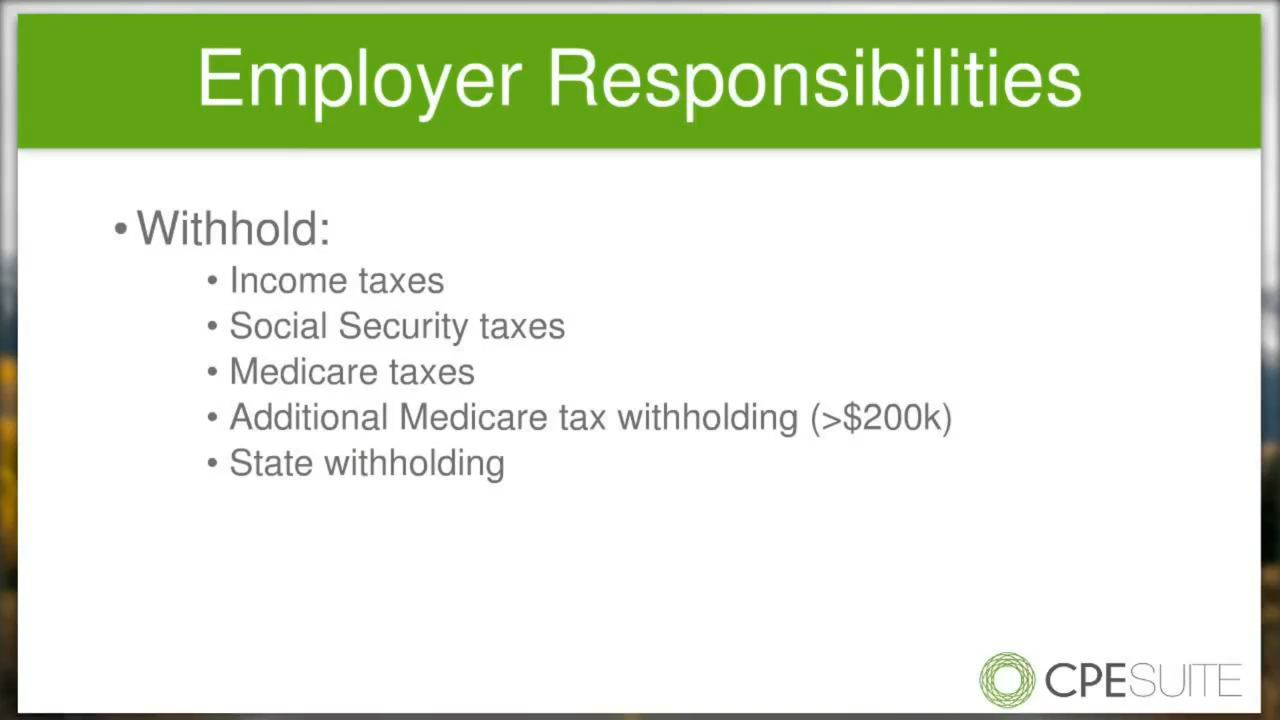 Employer Responsibilities
• Withhold:
• Income taxes
• Social Security taxes
• Medicare taxes
• Additional Medicare tax withholding (>$200k)
• State withholding
CPESUITE